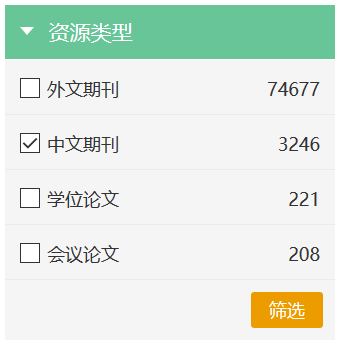 资源类型
外文期刊 74677
中文期刊 3246
学位论文 221
会议论文 208
筛选